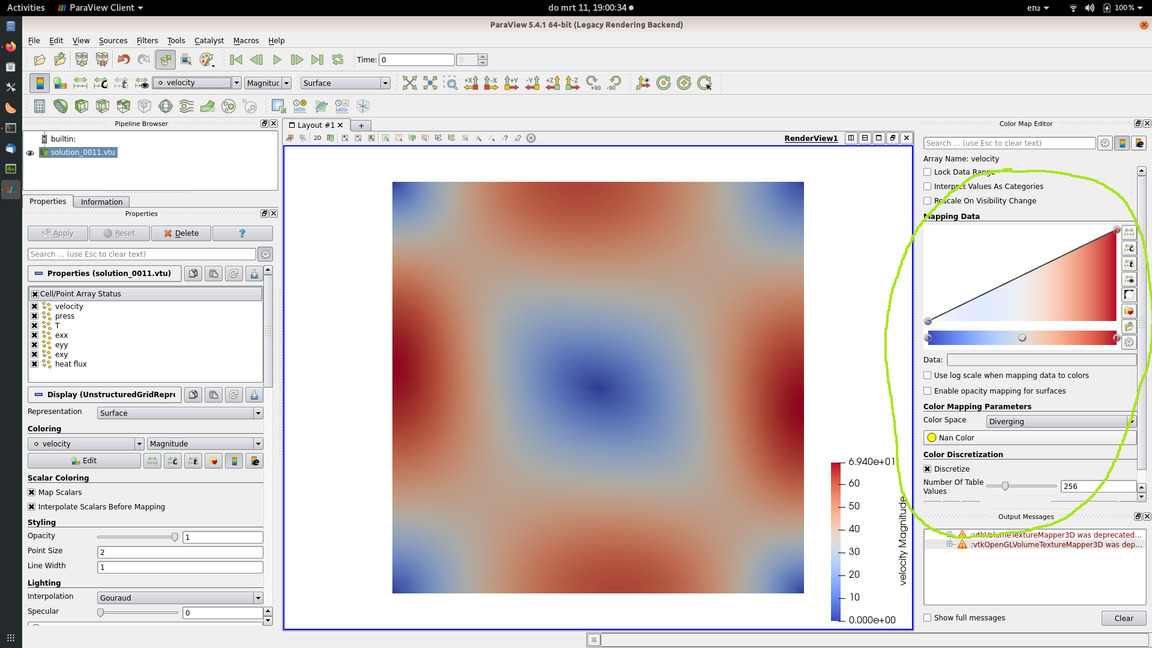 Activities ParaView Client do mrt 11, 19:00:34 en₂ 100%
ParaView 5.4.1 64-bit (Legacy Rendering Backend)
File Edit View Sources Filters Tools Catalyst Macros Help
Time: 0 0
velocity Magnituc Surface
Pipeline Browser
builtin:
solution_0011.vtu
Properties Information
Properties
Apply Reset Delete ?
Search ... (use Esc to clear text)
Properties (solution_0011.vtu)
Cell/Point Array Status
velocity
press
T
exx
eyy
exy
heat flux
Display (UnstructuredGridRepre
Representation Surface
Coloring
velocity Magnitude
Edit
Scalar Coloring
Map Scalars
Interpolate Scalars Before Mapping
Styling
Opacity 1
Point Size 2
Line Width 1
Lighting
Interpolation Gouraud
Specular 0
Layout #1
2D RenderView1
6.940e+01
60
50
40
30
20
10
0.000e+00
velocity Magnitude
Color Map Editor
Search ... (use Esc to clear text)
Array Name: velocity
Lock Data Range
Interpret Values As Categories
Rescale On Visibility Change
Mapping Data
Data:
Use log scale when mapping data to colors
Enable opacity mapping for surfaces
Color Mapping Parameters
Color Space Diverging
Nan Color
Color Discretization
Discretize
Number Of Table Values 256
Output Messages
:vtkVolumeTextureMapper3D was deprecated...
:vtkOpenGLVolumeTextureMapper3D was dep...
Show full messages Clear